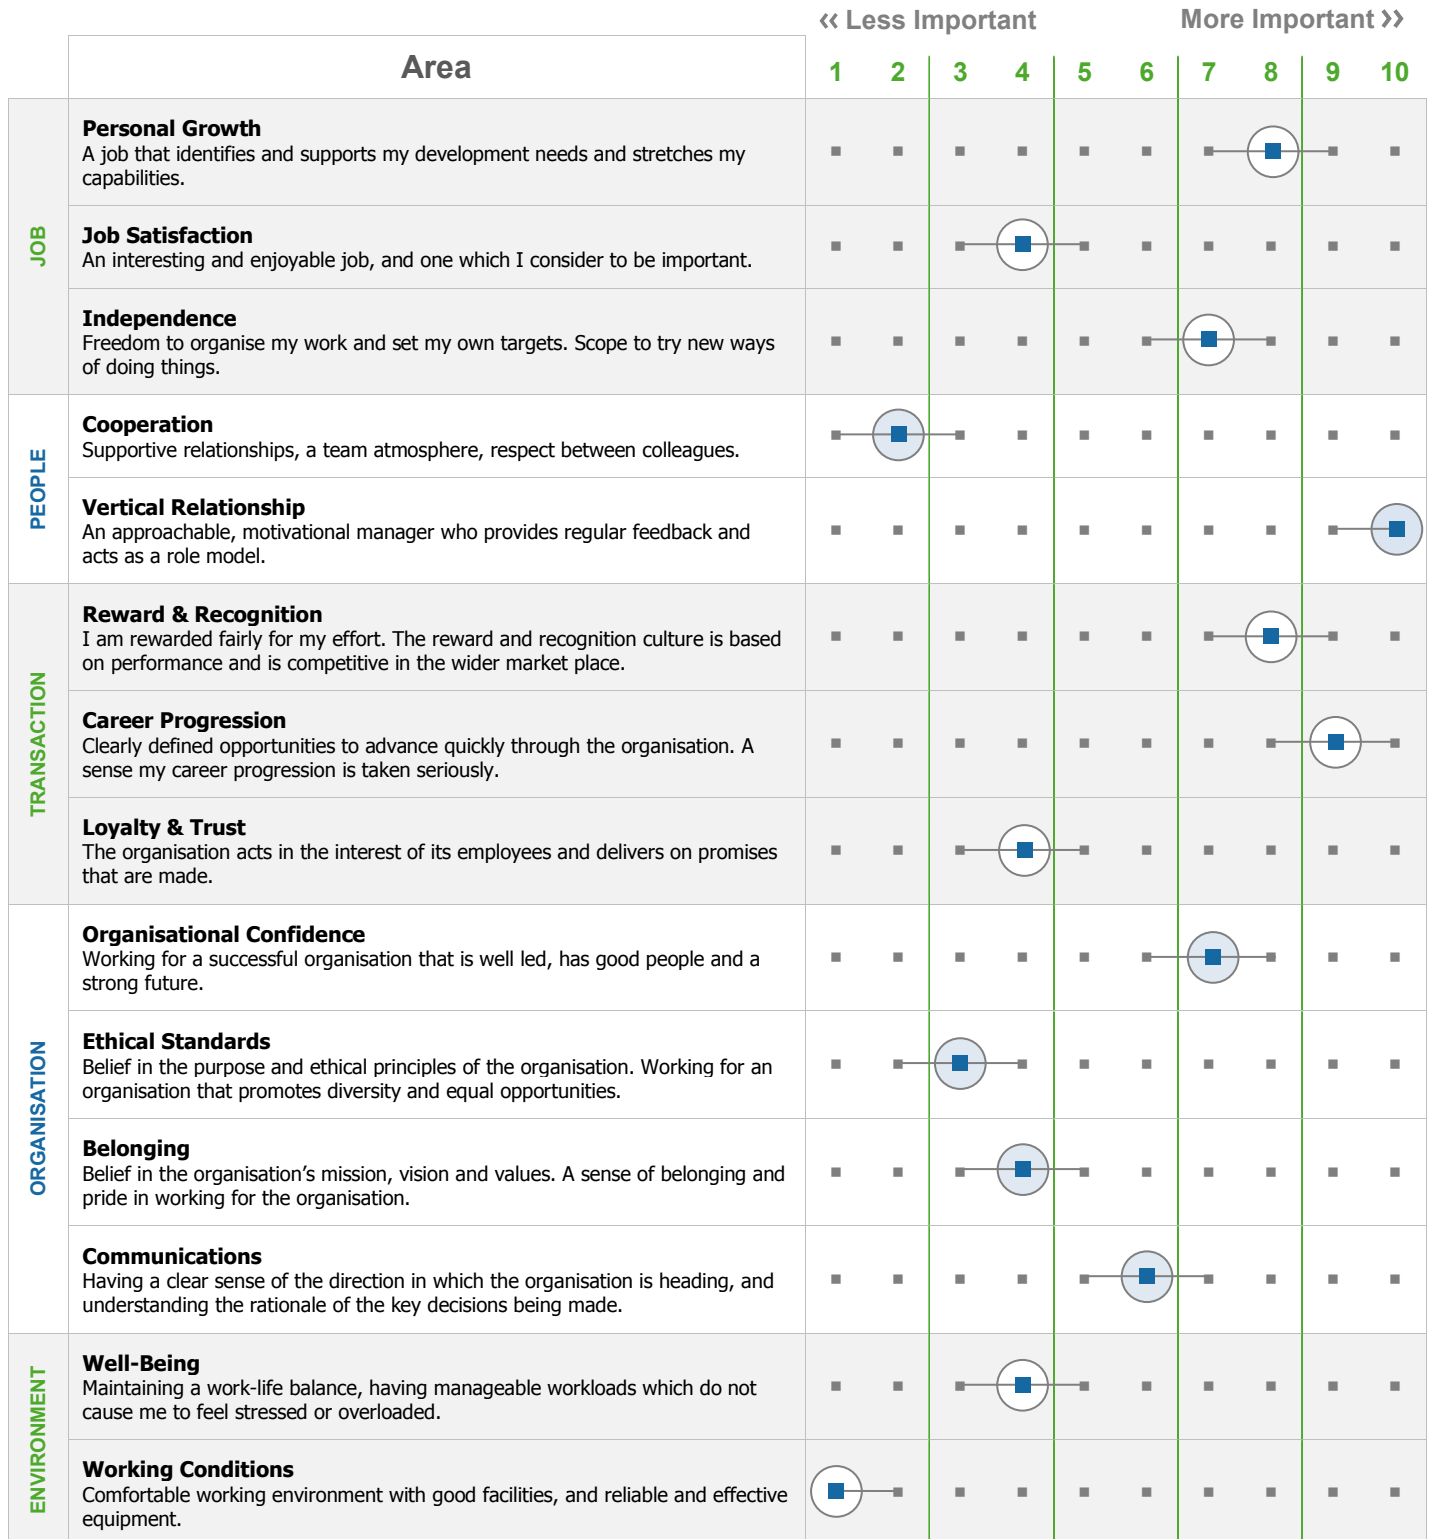 ‹‹ Less Important More Important ››
Area 1 2 3 4 5 6 7 8 9 10
JOB
Personal Growth
A job that identifies and supports my development needs and stretches my
capabilities.
Job Satisfaction
An interesting and enjoyable job, and one which I consider to be important.
Independence
Freedom to organise my work and set my own targets. Scope to try new ways
of doing things.
PEOPLE
Cooperation
Supportive relationships, a team atmosphere, respect between colleagues.
Vertical Relationship
An approachable, motivational manager who provides regular feedback and
acts as a role model.
TRANSACTION
Reward & Recognition
I am rewarded fairly for my effort. The reward and recognition culture is based
on performance and is competitive in the wider market place.
Career Progression
Clearly defined opportunities to advance quickly through the organisation. A
sense my career progression is taken seriously.
Loyalty & Trust
The organisation acts in the interest of its employees and delivers on promises
that are made.
ORGANISATION
Organisational Confidence
Working for a successful organisation that is well led, has good people and a
strong future.
Ethical Standards
Belief in the purpose and ethical principles of the organisation. Working for an
organisation that promotes diversity and equal opportunities.
Belonging
Belief in the organisation’s mission, vision and values. A sense of belonging and
pride in working for the organisation.
Communications
Having a clear sense of the direction in which the organisation is heading, and
understanding the rationale of the key decisions being made.
ENVIRONMENT
Well-Being
Maintaining a work-life balance, having manageable workloads which do not
cause me to feel stressed or overloaded.
Working Conditions
Comfortable working environment with good facilities, and reliable and effective
equipment.